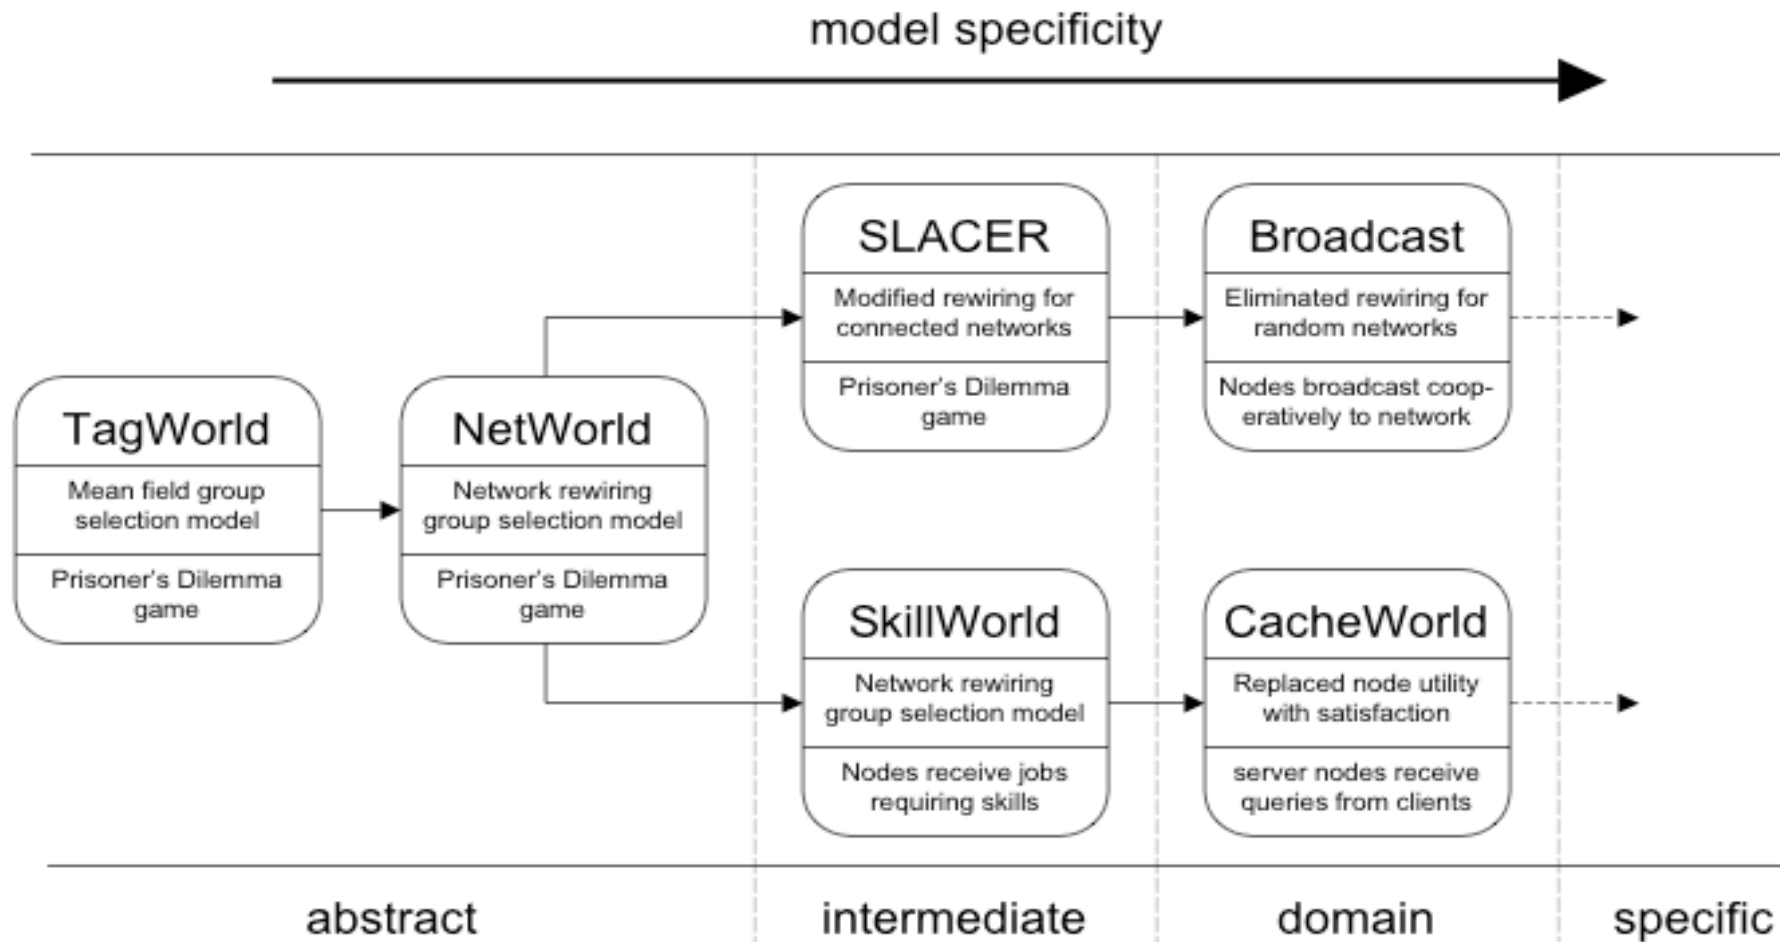 model specificity
SLACER
Modified rewiring for
connected networks
Prisoner's Dilemma
game
Broadcast
Eliminated rewiring for
random networks
Nodes broadcast coop-
eratively to network
TagWorld
Mean field group
selection model
Prisoner's Dilemma
game
NetWorld
Network rewiring
group selection model
Prisoner's Dilemma
game
SkillWorld
Network rewiring
group selection model
Nodes receive jobs
requiring skills
CacheWorld
Replaced node utility
with satisfaction
server nodes receive
queries from clients
abstract
intermediate
domain
specific